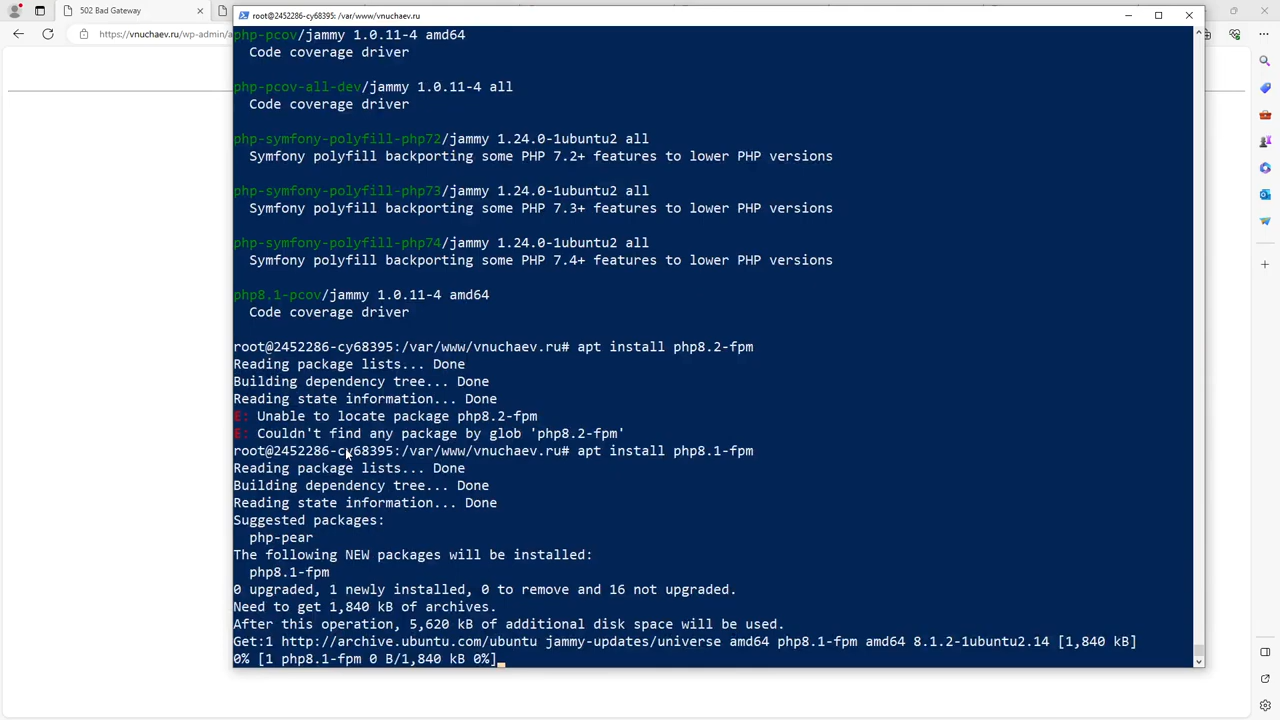 502 Bad Gateway
root@2452286-cy68395: /var/www/vnuchaev.ru
https://vnuchaev.ru/wp-admin/a
php-pcov/jammy 1.0.11-4 amd64
Code coverage driver
php-pcov-all-dev/jammy 1.0.11-4 all
Code coverage driver
php-symfony-polyfill-php72/jammy 1.24.0-1ubuntu2 all
Symfony polyfill backporting some PHP 7.2+ features to lower PHP versions
php-symfony-polyfill-php73/jammy 1.24.0-1ubuntu2 all
Symfony polyfill backporting some PHP 7.3+ features to lower PHP versions
php-symfony-polyfill-php74/jammy 1.24.0-1ubuntu2 all
Symfony polyfill backporting some PHP 7.4+ features to lower PHP versions
php8.1-pcov/jammy 1.0.11-4 amd64
Code coverage driver
root@2452286-cy68395:/var/www/vnuchaev.ru# apt install php8.2-fpm
Reading package lists... Done
Building dependency tree... Done
Reading state information... Done
E: Unable to locate package php8.2-fpm
E: Couldn't find any package by glob 'php8.2-fpm'
root@2452286-cy68395:/var/www/vnuchaev.ru# apt install php8.1-fpm
Reading package lists... Done
Building dependency tree... Done
Reading state information... Done
Suggested packages:
php-pear
The following NEW packages will be installed:
php8.1-fpm
0 upgraded, 1 newly installed, 0 to remove and 16 not upgraded.
Need to get 1,840 kB of archives.
After this operation, 5,620 kB of additional disk space will be used.
Get:1 http://archive.ubuntu.com/ubuntu jammy-updates/universe amd64 php8.1-fpm amd64 8.1.2-1ubuntu2.14 [1,840 kB]
0% [1 php8.1-fpm 0 B/1,840 kB 0%]